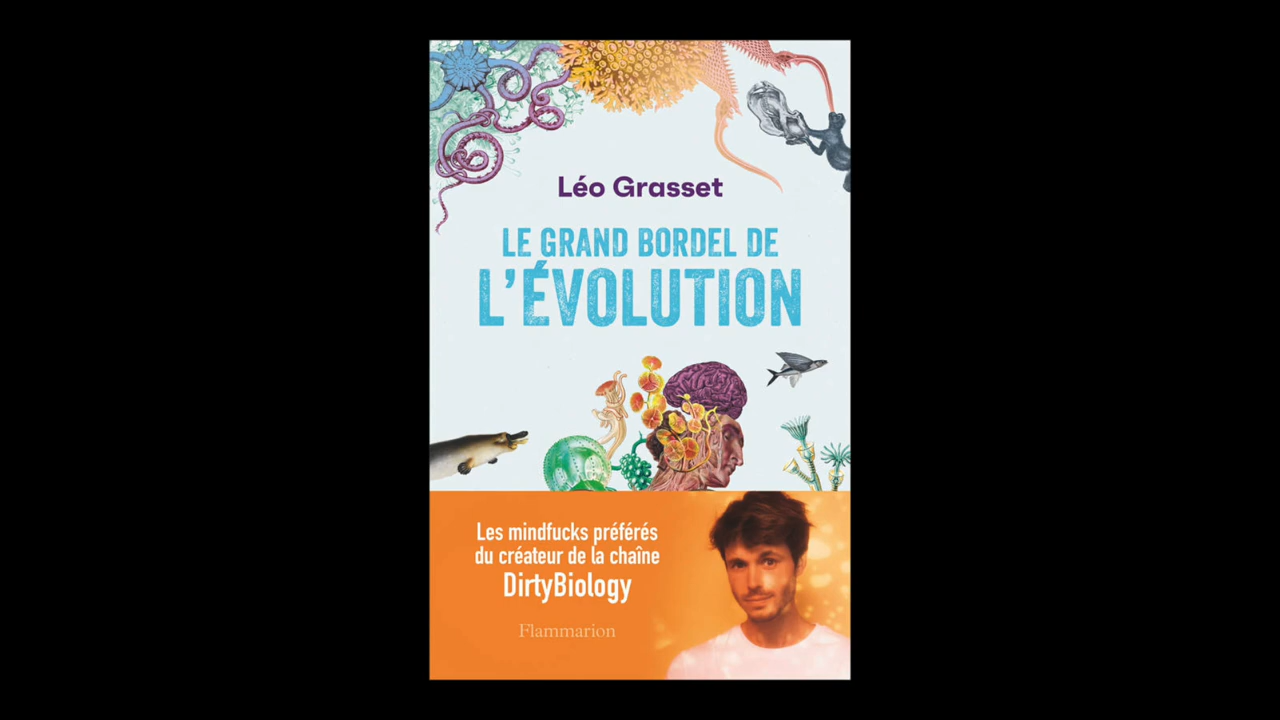 Léo Grasset
LE GRAND BORDEL DE
L'ÉVOLUTION
Les mindfucks préférés
du créateur de la chaîne
DirtyBiology
Flammarion